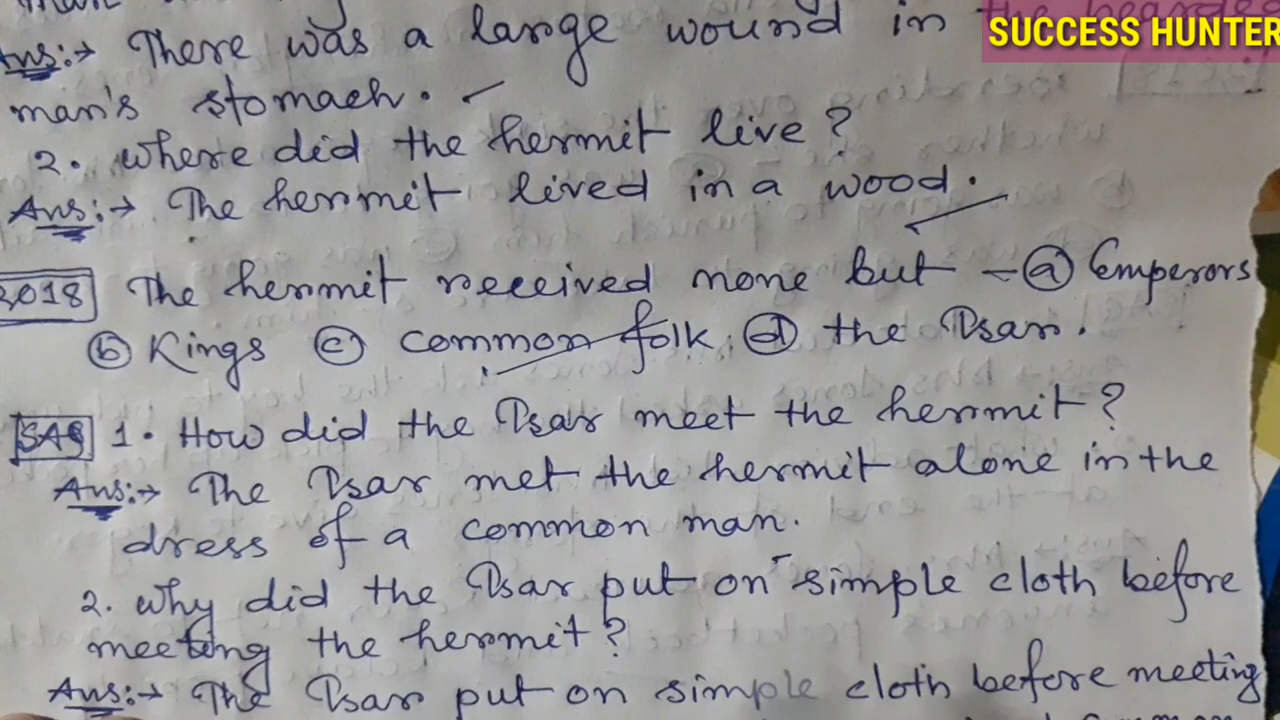 Ans:→ There was a large wound in the bearded
SUCCESS HUNTER
man's stomach.
2. where did the hermit live?
Ans:→ The hermit lived in a wood.
2018 The hermit received none but – ⓐ Emperors
ⓑ Kings ⓒ common folk ⓓ the Tsar.
SAQ 1. How did the Tsar meet the hermit?
Ans:→ The Tsar met the hermit alone in the
dress of a common man.
2. Why did the Tsar put on simple cloth before
meeting the hermit?
Ans:→ The Tsar put on simple cloth before meeting